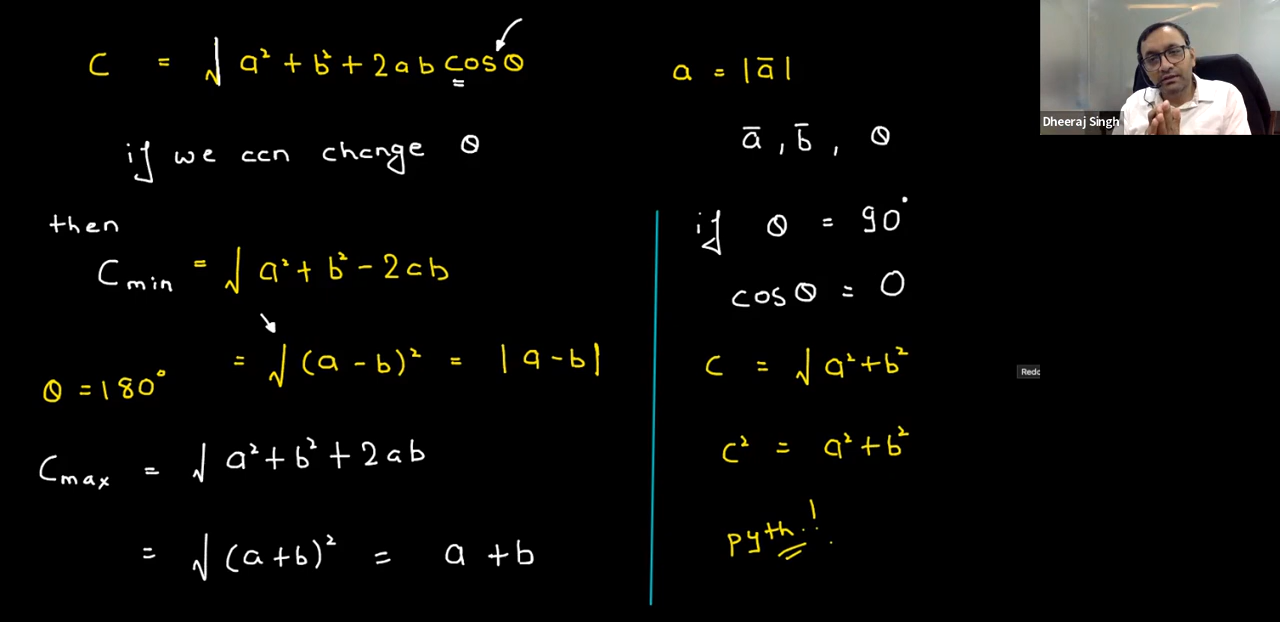 c = √a² + b² + 2ab cosθ
if we can change θ
then
Cmin = √a² + b² - 2ab
= √(a - b)² = |a - b|
θ = 180°
Cmax = √a² + b² + 2ab
= √(a + b)² = a + b
a = |a̅|
a̅, b̅, θ
if θ = 90°
cosθ = 0
c = √a² + b²
c² = a² + b²
pyth..!
Dheeraj Singh
Redo